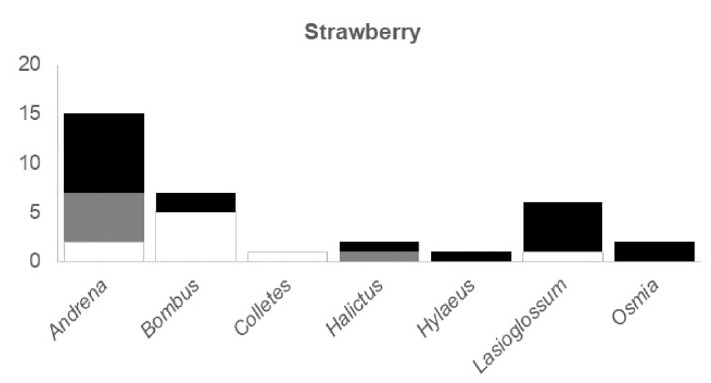 Strawberry
20
15
10
5
0
Andrena
Bombus
Colletes
Halictus
Hylaeus
Lasioglossum
Osmia